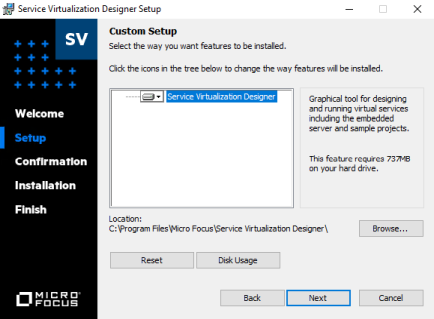 Service Virtualization Designer Setup
SV
Custom Setup
Select the way you want features to be installed.
Click the icons in the tree below to change the way features will be installed.
Service Virtualization Designer
Graphical tool for designing
and running virtual services
including the embedded
server and sample projects.
This feature requires 737MB
on your hard drive.
Welcome
Setup
Confirmation
Installation
Finish
Location:
C:\Program Files\Micro Focus\Service Virtualization Designer\
Browse...
Reset
Disk Usage
MICRO
FOCUS
Back
Next
Cancel